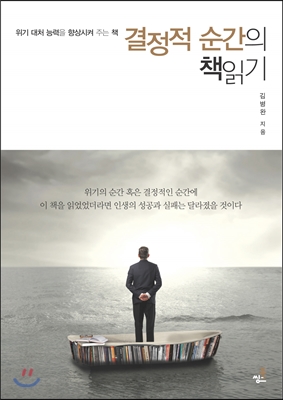 위기 대처 능력을 향상시켜 주는 책
결정적 순간의
책읽기
김병완 지음
위기의 순간 혹은 결정적인 순간에
이 책을 읽었었더라면 인생의 성공과 실패는 달라졌을 것이다